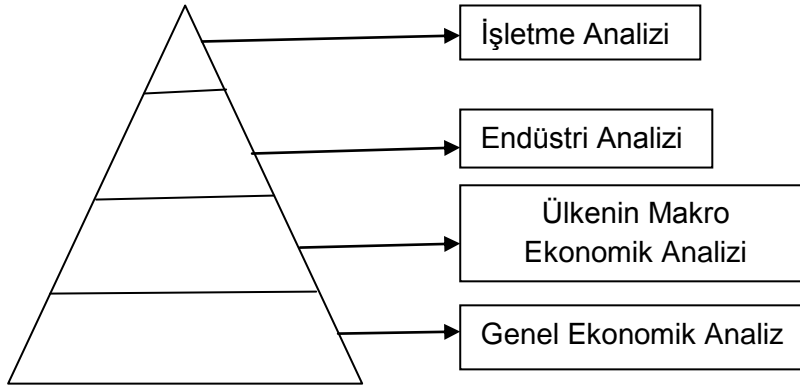 İşletme Analizi
Endüstri Analizi
Ülkenin Makro
Ekonomik Analizi
Genel Ekonomik Analiz